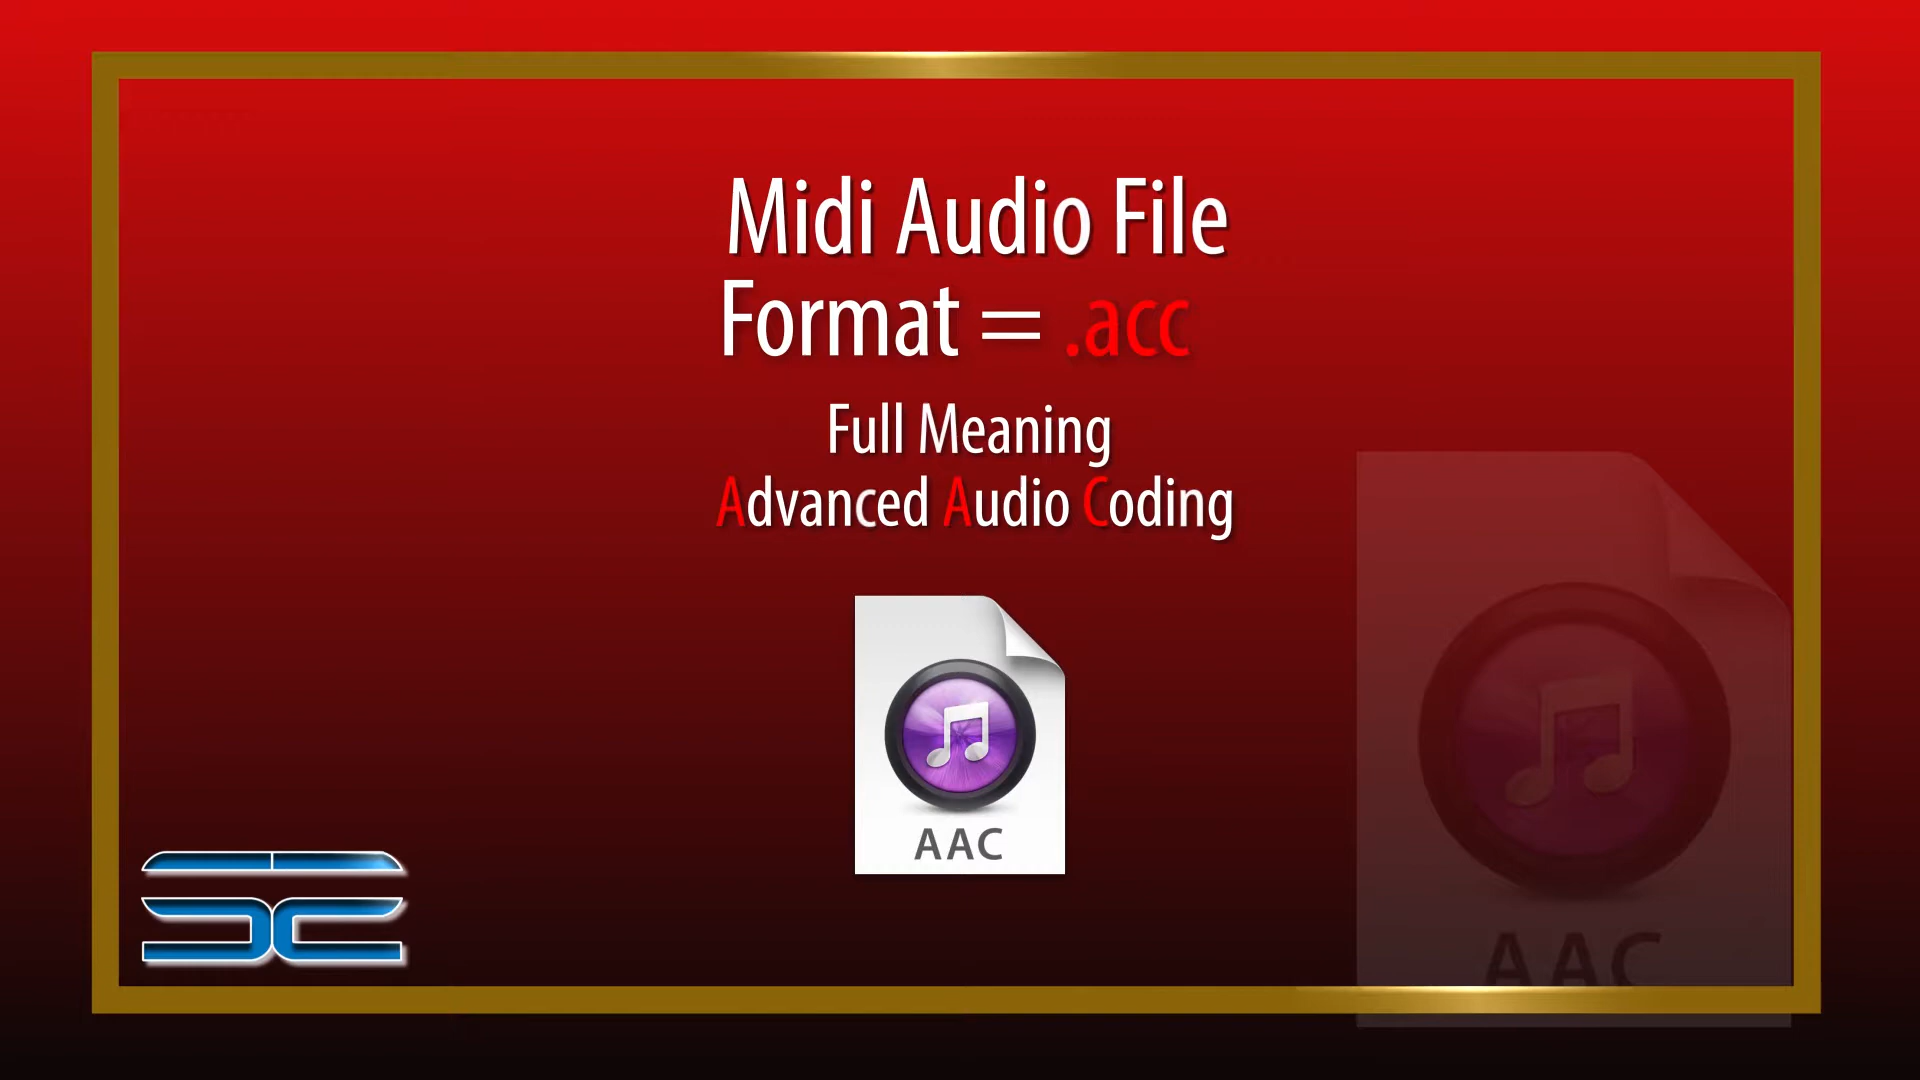 Midi Audio File
Format = .acc
Full Meaning
Advanced Audio Coding
AAC
AAC